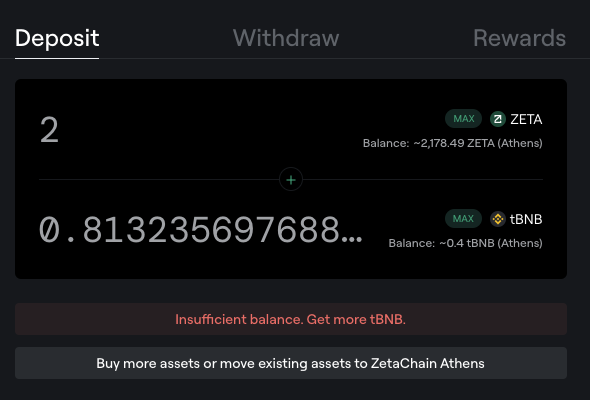 Deposit Withdraw Rewards
2 MAX ZETA
Balance: ~2,178.49 ZETA (Athens)
+
0.813235697688… MAX tBNB
Balance: ~0.4 tBNB (Athens)
Insufficient balance. Get more tBNB.
Buy more assets or move existing assets to ZetaChain Athens